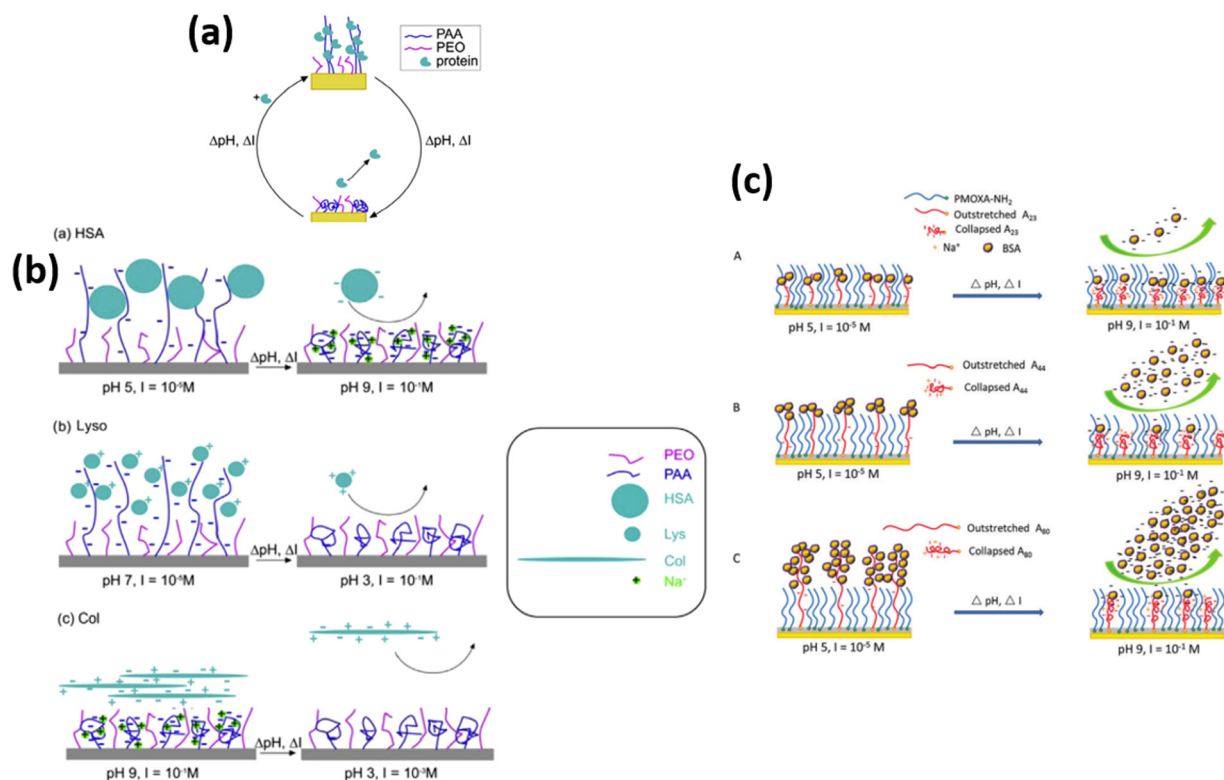 (a)
PAA
PEO
protein
+
ΔpH, ΔI
ΔpH, ΔI
(a) HSA
(b)
ΔpH, ΔI
pH 5, I = 10⁻⁵M
pH 9, I = 10⁻¹M
(b) Lyso
ΔpH, ΔI
pH 7, I = 10⁻⁵M
pH 3, I = 10⁻¹M
(c) Col
ΔpH, ΔI
pH 9, I = 10⁻¹M
pH 3, I = 10⁻³M
PEO
PAA
HSA
Lys
Col
Na⁺
(c)
PMOXA-NH₂
Outstretched A₂₃
Collapsed A₂₃
Na⁺
BSA
A
△ pH, △ I
pH 5, I = 10⁻⁵ M
pH 9, I = 10⁻¹ M
Outstretched A₄₄
Collapsed A₄₄
B
△ pH, △ I
pH 5, I = 10⁻⁵ M
pH 9, I = 10⁻¹ M
Outstretched A₈₀
Collapsed A₈₀
C
△ pH, △ I
pH 5, I = 10⁻⁵ M
pH 9, I = 10⁻¹ M